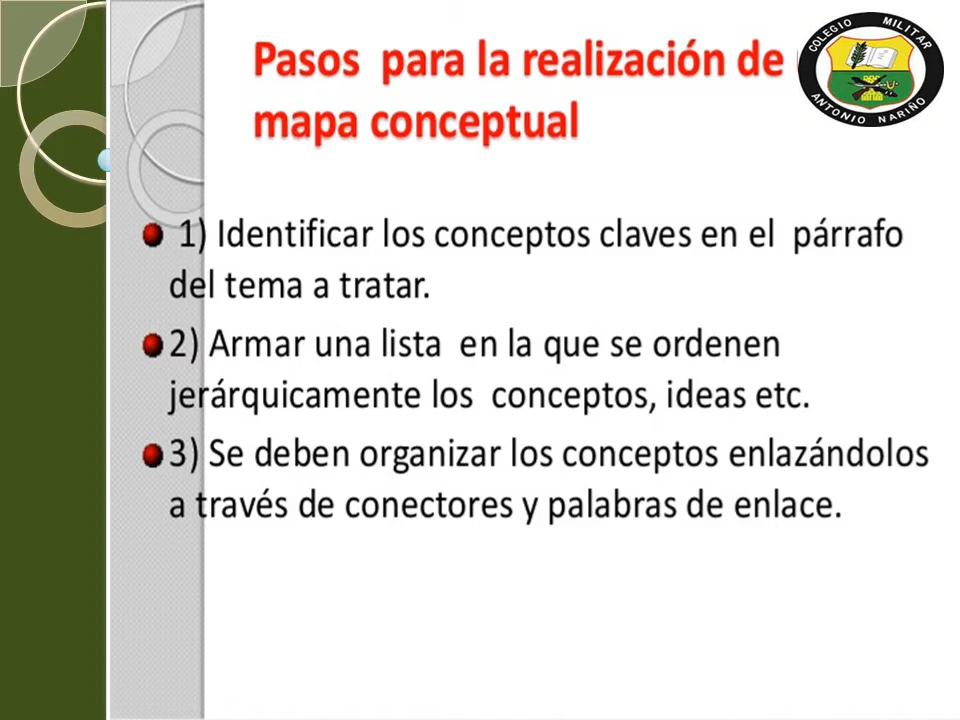 Pasos para la realización de
mapa conceptual
COLEGIO MILITAR
ANTONIO NARIÑO
1) Identificar los conceptos claves en el párrafo
del tema a tratar.
2) Armar una lista en la que se ordenen
jerárquicamente los conceptos, ideas etc.
3) Se deben organizar los conceptos enlazándolos
a través de conectores y palabras de enlace.